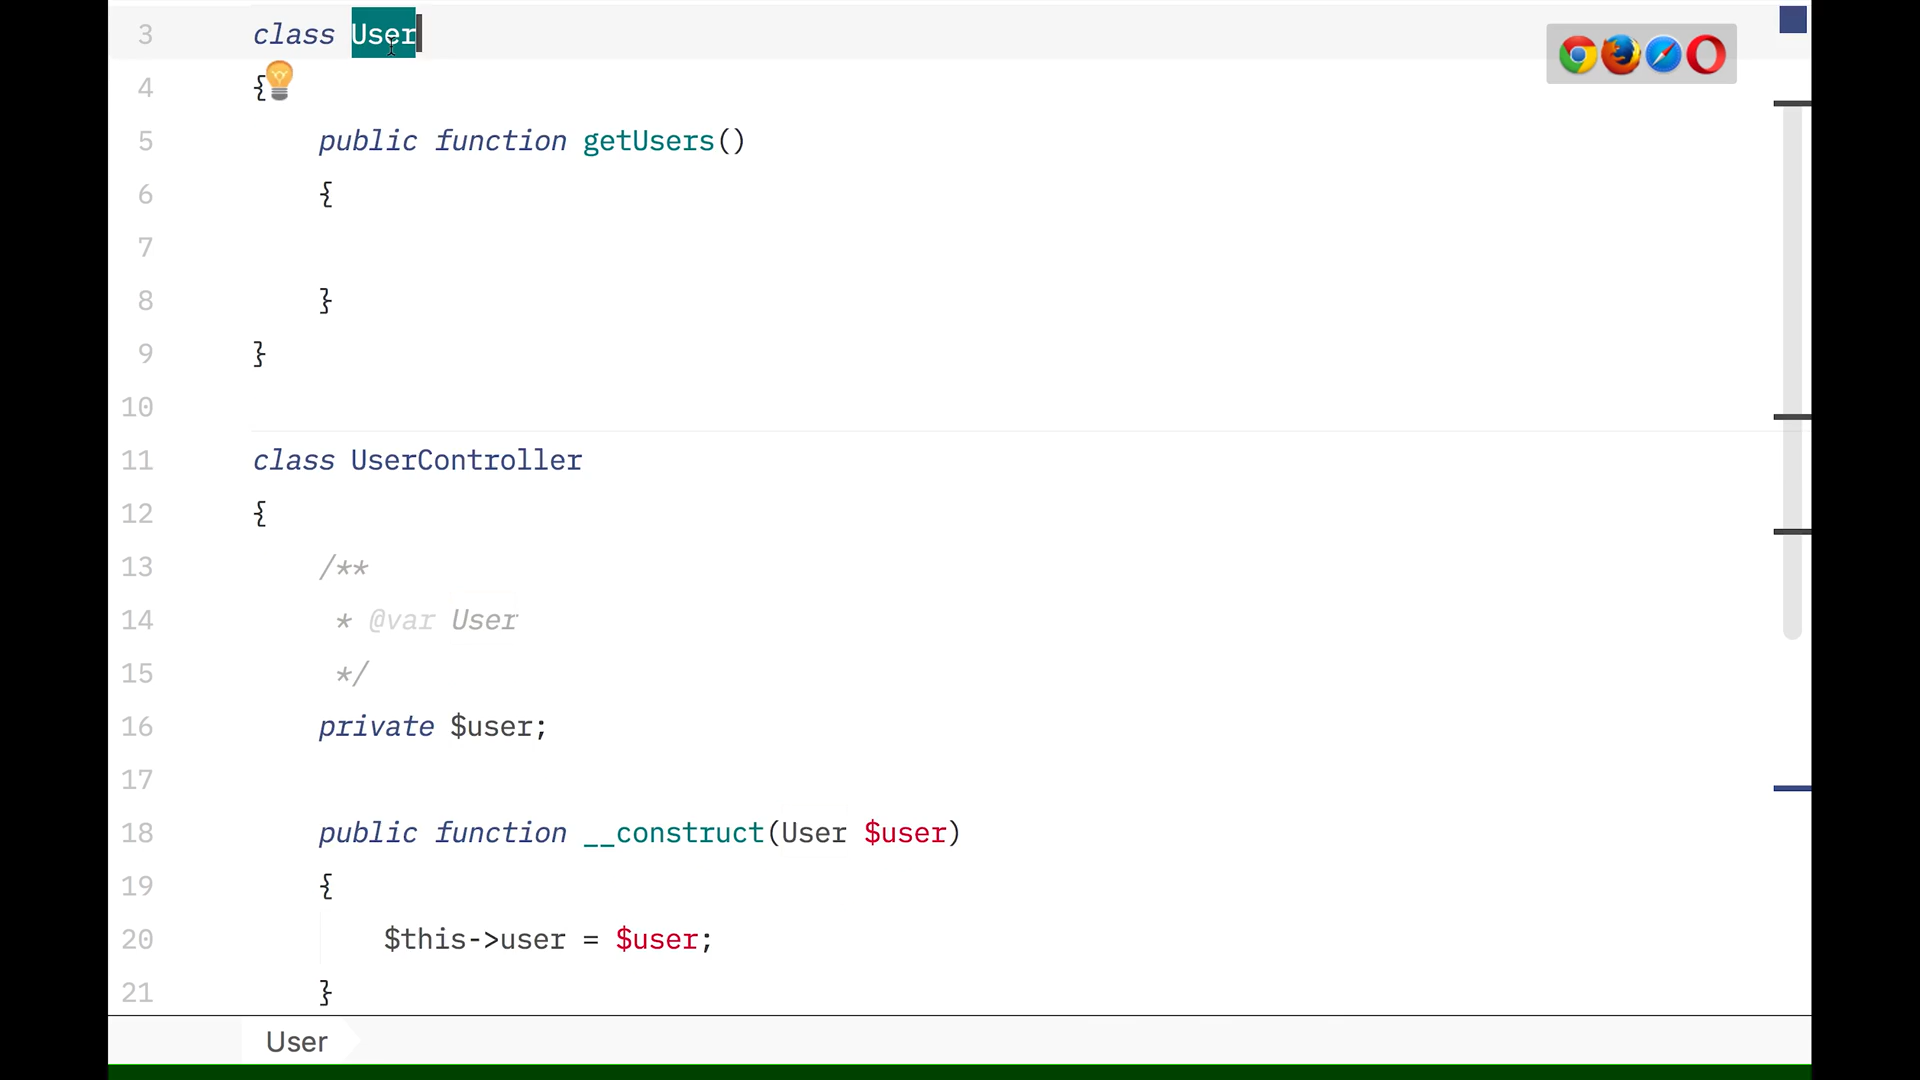 3 class User
4 {
5 public function getUsers()
6 {
7
8 }
9 }
10
11 class UserController
12 {
13 /**
14 * @var User
15 */
16 private $user;
17
18 public function __construct(User $user)
19 {
20 $this->user = $user;
21 }
User